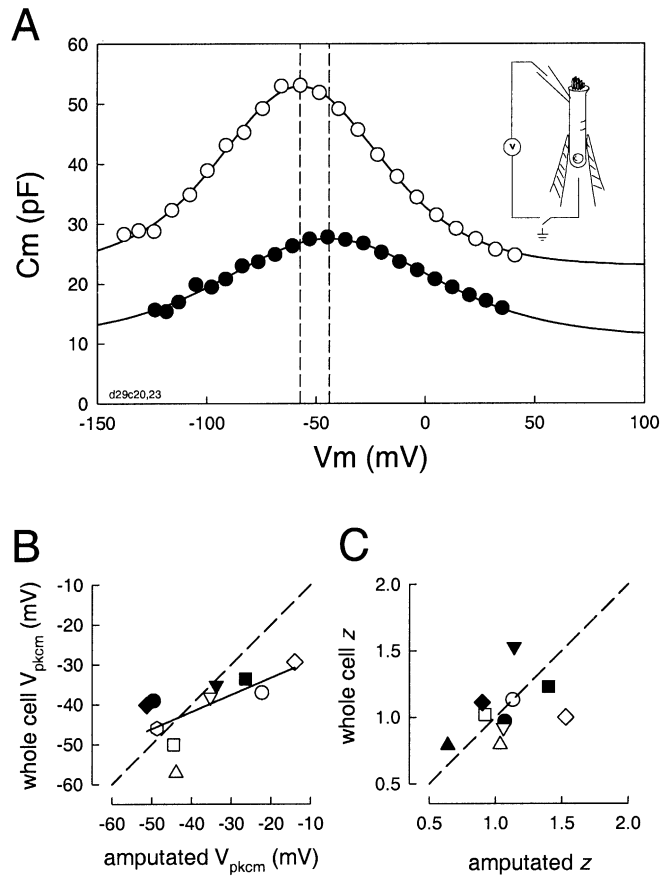 A
60
50
40
30
20
10
0
Cm (pF)
V
d29c20,23
-150 -100 -50 0 50 100
Vm (mV)
B
-10
-20
-30
-40
-50
-60
whole cell Vpkcm (mV)
-60 -50 -40 -30 -20 -10
amputated Vpkcm (mV)
C
2.0
1.5
1.0
0.5
whole cell z
0.5 1.0 1.5 2.0
amputated z